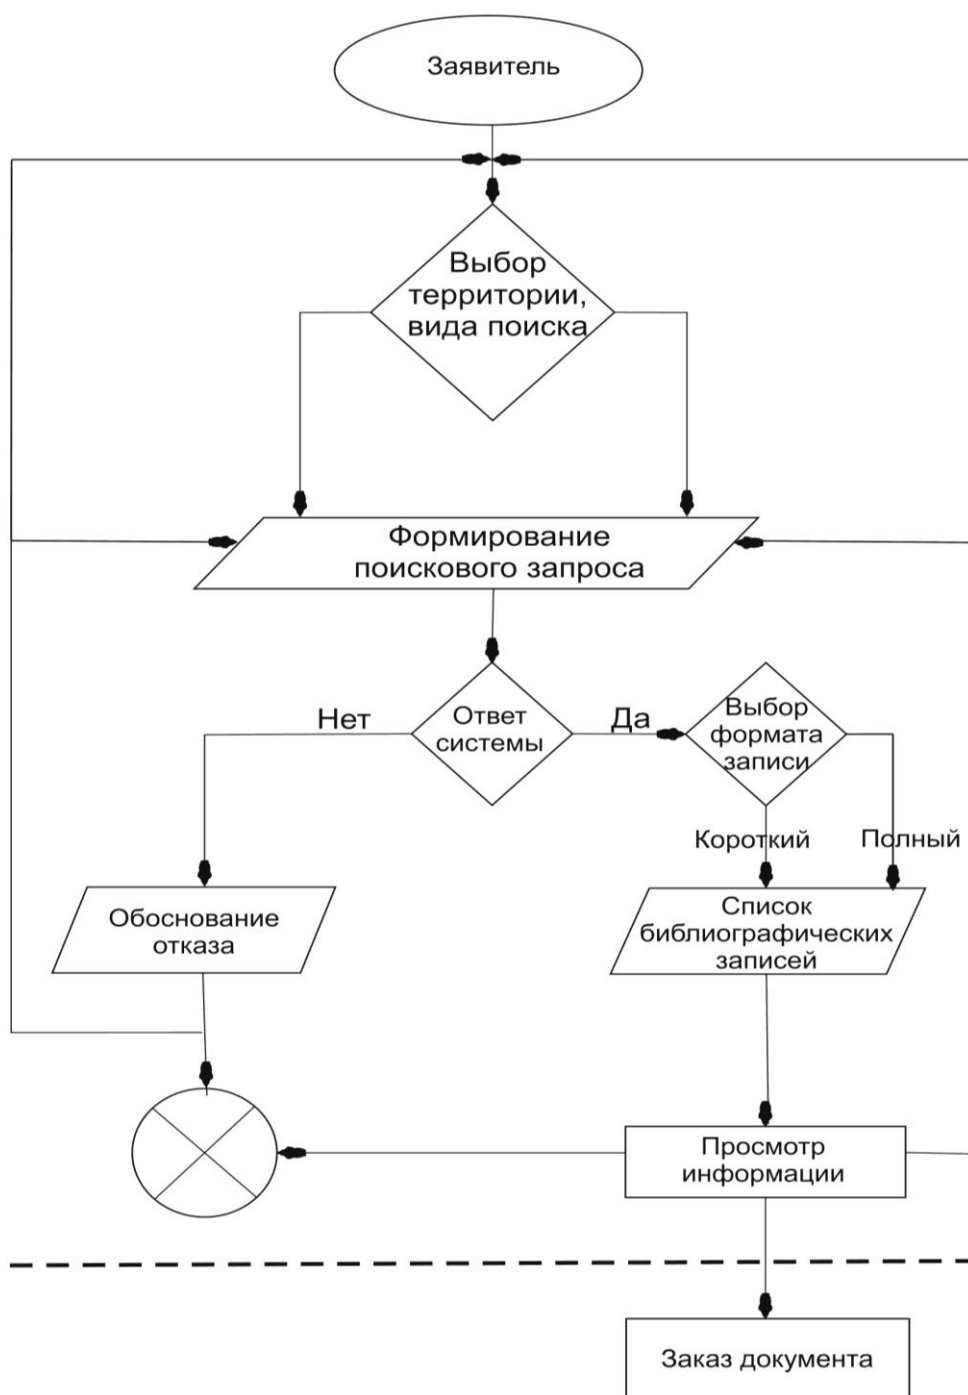 Заявитель
Выбор
территории,
вида поиска
Формирование
поискового запроса
Нет
Ответ
системы
Да
Выбор
формата
записи
Короткий
Полный
Обоснование
отказа
Список
библиографических
записей
Просмотр
информации
Заказ документа